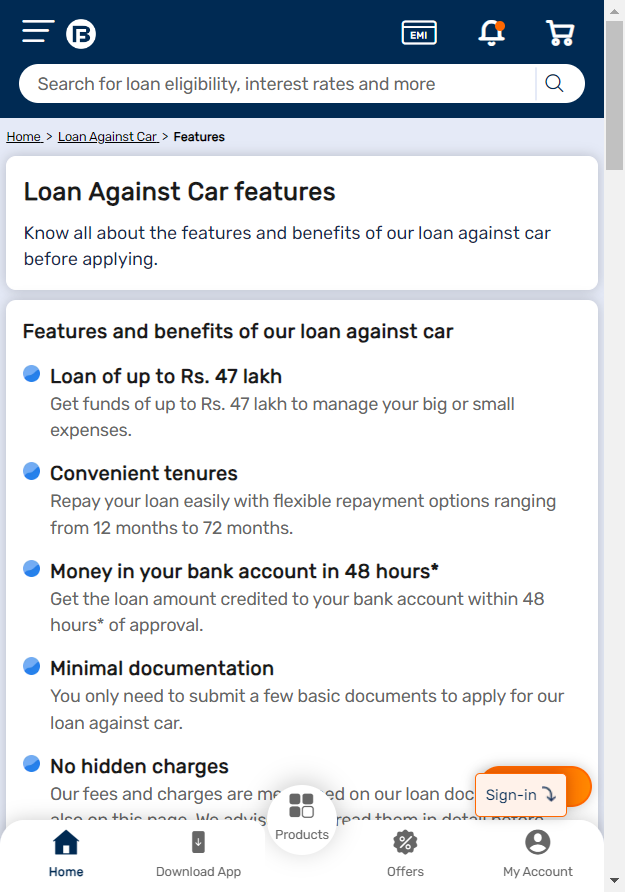 EMI
Search for loan eligibility, interest rates and more
Home > Loan Against Car > Features
Loan Against Car features
Know all about the features and benefits of our loan against car
before applying.
Features and benefits of our loan against car
Loan of up to Rs. 47 lakh
Get funds of up to Rs. 47 lakh to manage your big or small
expenses.
Convenient tenures
Repay your loan easily with flexible repayment options ranging
from 12 months to 72 months.
Money in your bank account in 48 hours*
Get the loan amount credited to your bank account within 48
hours* of approval.
Minimal documentation
You only need to submit a few basic documents to apply for our
loan against car.
No hidden charges
Our fees and charges are me ed on our loan doc
Sign-in
also on this page. We advis read them in detail before
Products
Home
Download App
Offers
My Account